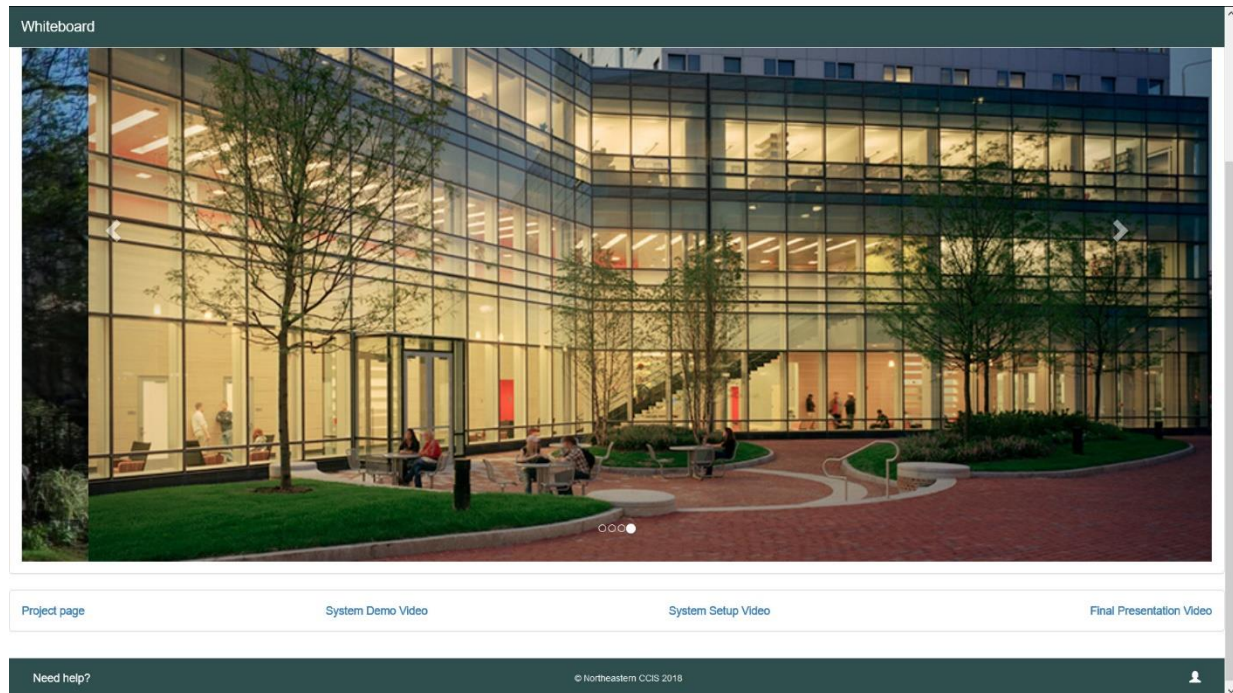 Whiteboard
Project page
System Demo Video
System Setup Video
Final Presentation Video
Need help?
© Northeastern CCIS 2018